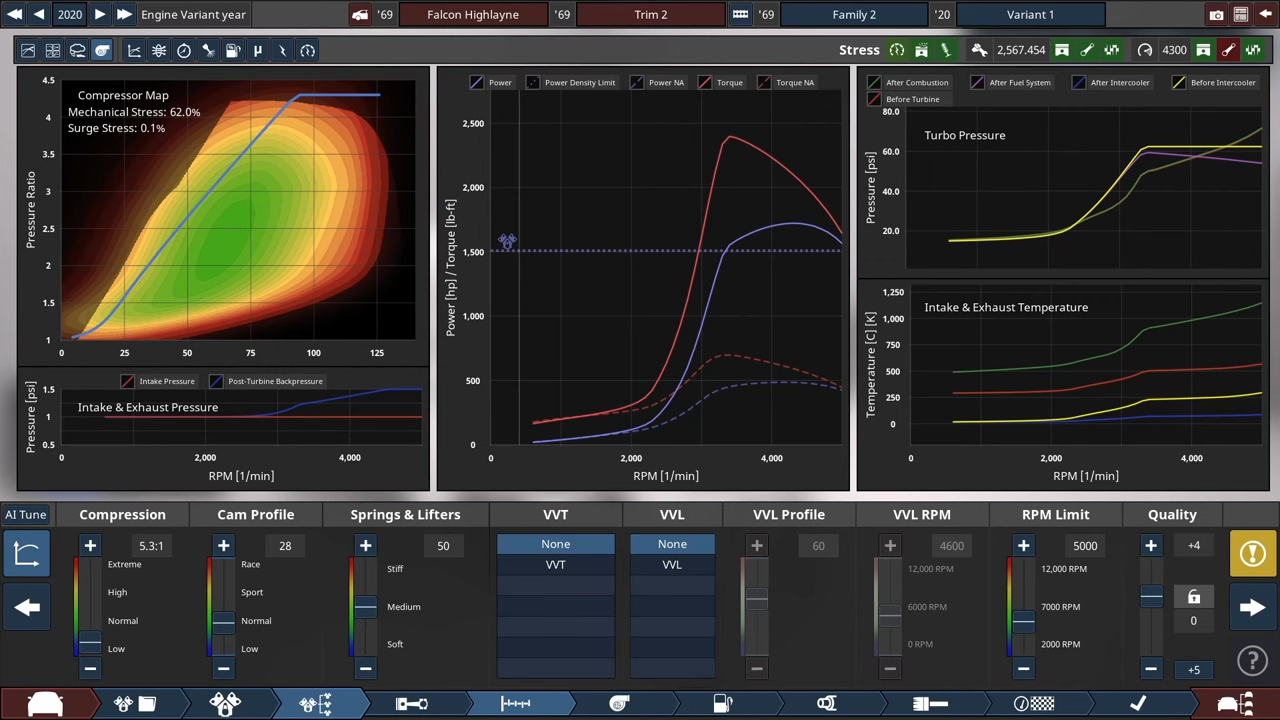 2020
Engine Variant year
'69
Falcon Highlayne
'69
Trim 2
'69
Family 2
'20
Variant 1
µ
Stress
2,567.454
4300
Compressor Map
Mechanical Stress: 62.0%
Surge Stress: 0.1%
Pressure Ratio
4.5
4
3.5
3
2.5
2
1.5
1
0
25
50
75
100
125
Intake Pressure
Post-Turbine Backpressure
Intake & Exhaust Pressure
Pressure [psi]
1.5
1
0.5
0
2,000
4,000
RPM [1/min]
Power
Power Density Limit
Power NA
Torque
Torque NA
Power [hp] / Torque [lb-ft]
2,500
2,000
1,500
1,000
500
0
0
2,000
4,000
RPM [1/min]
After Combustion
After Fuel System
After Intercooler
Before Intercooler
Before Turbine
Turbo Pressure
Pressure [psi]
80.0
60.0
40.0
20.0
Intake & Exhaust Temperature
Temperature [C] [K]
1,250
1,000
500
250
0
0
2,000
4,000
RPM [1/min]
AI Tune
Compression
Cam Profile
Springs & Lifters
VVT
VVL
VVL Profile
VVL RPM
RPM Limit
Quality
5.3:1
Extreme
High
Normal
Low
28
Race
Sport
Normal
Low
50
Stiff
Medium
Soft
None
VVT
None
VVL
60
4600
12,000 RPM
6000 RPM
0 RPM
5000
12,000 RPM
7000 RPM
2000 RPM
+4
0
+5